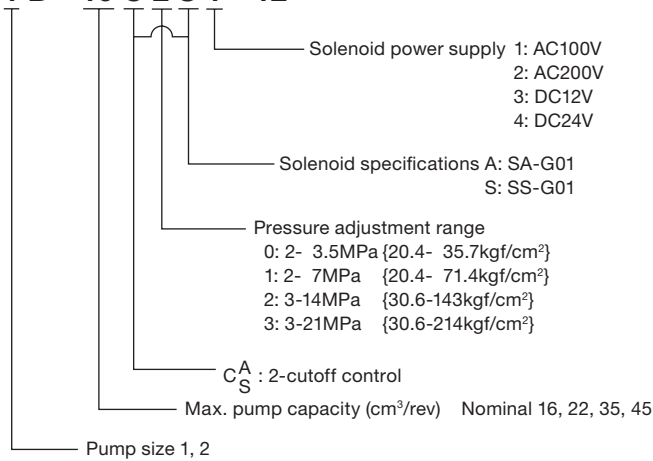 Solenoid power supply 1: AC100V
2: AC200V
3: DC12V
4: DC24V
Solenoid specifications A: SA-G01
S: SS-G01
Pressure adjustment range
0: 2- 3.5MPa {20.4- 35.7kgf/cm²}
1: 2- 7MPa {20.4- 71.4kgf/cm²}
2: 3-14MPa {30.6-143kgf/cm²}
3: 3-21MPa {30.6-214kgf/cm²}
C A S : 2-cutoff control
Max. pump capacity (cm³/rev) Nominal 16, 22, 35, 45
Pump size 1, 2